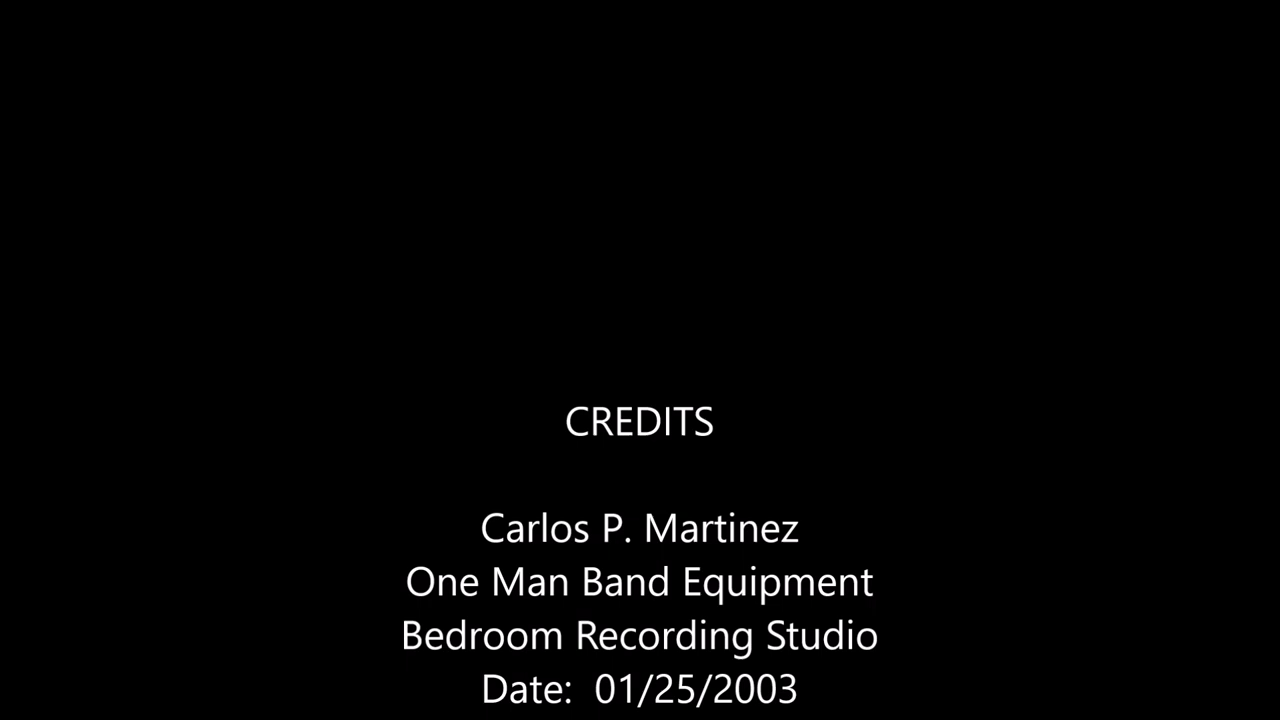 CREDITS
Carlos P. Martinez
One Man Band Equipment
Bedroom Recording Studio
Date:  01/25/2003